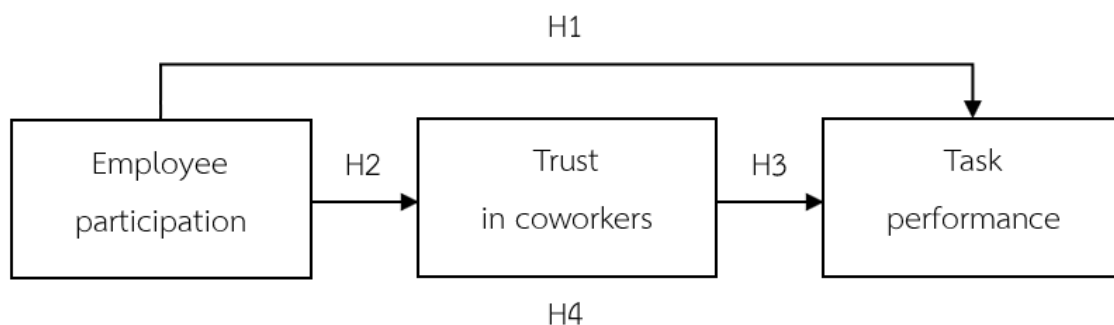 H1
Employee
participation
H2
Trust
in coworkers
H3
Task
performance
H4